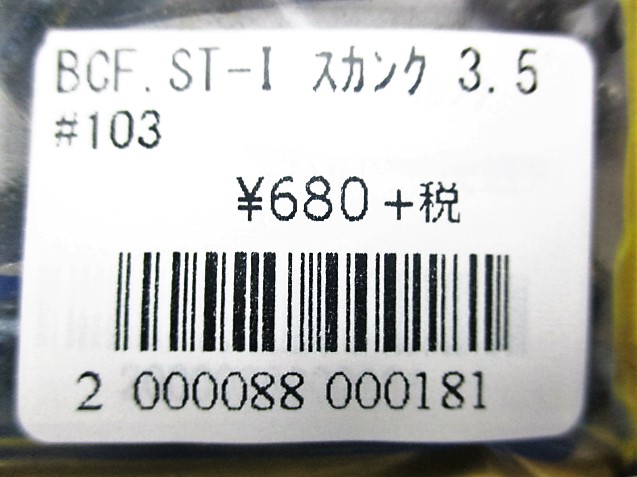 BCF. ST-I ｽｶﾝｸ 3.5
#103
¥680 +税
2 000088 000181